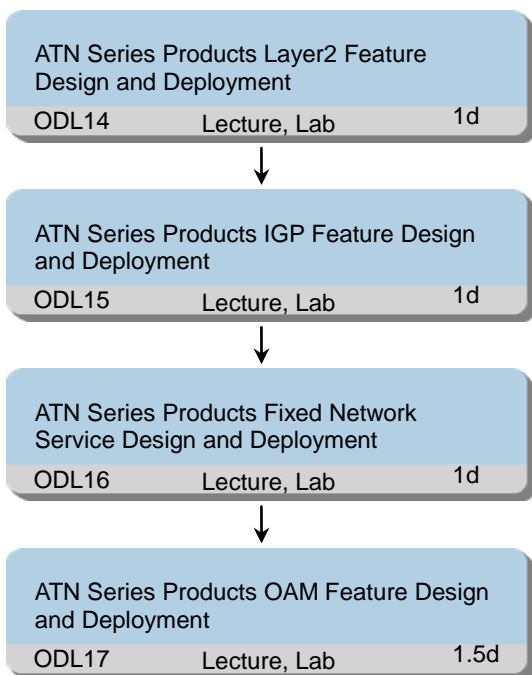 ATN Series Products Layer2 Feature
Design and Deployment
ODL14 Lecture, Lab 1d
ATN Series Products IGP Feature Design
and Deployment
ODL15 Lecture, Lab 1d
ATN Series Products Fixed Network
Service Design and Deployment
ODL16 Lecture, Lab 1d
ATN Series Products OAM Feature Design
and Deployment
ODL17 Lecture, Lab 1.5d